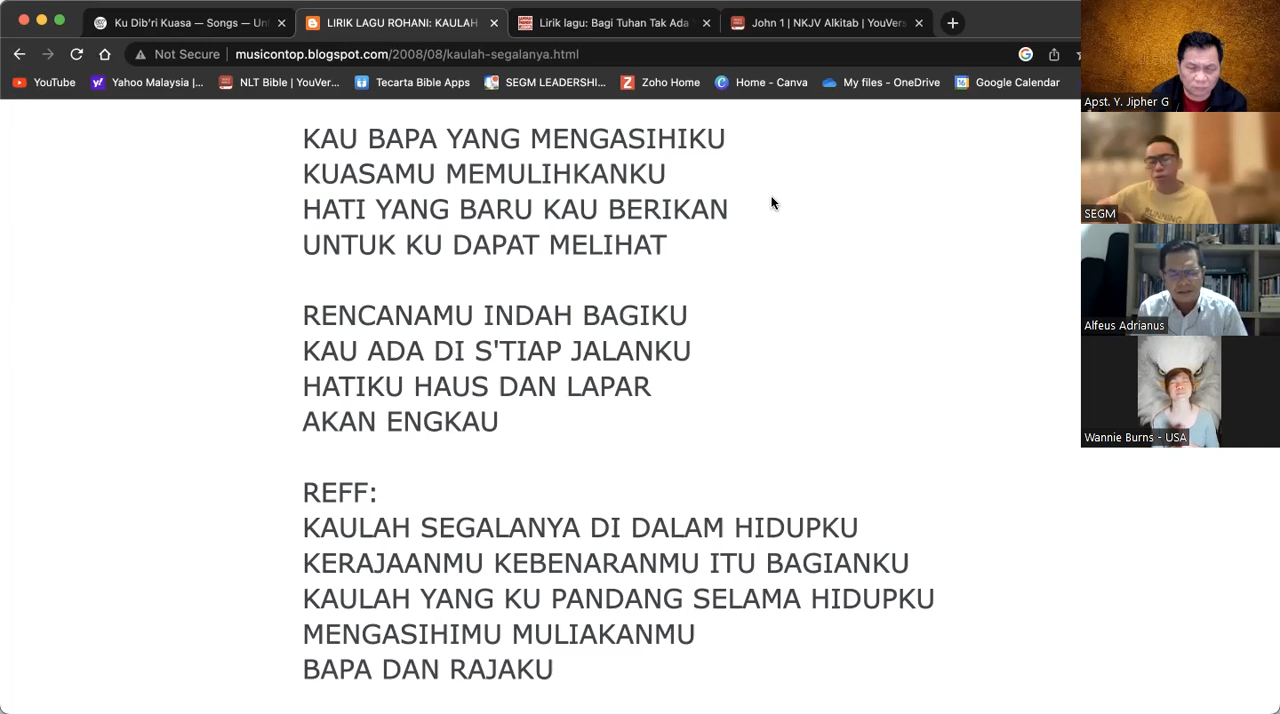 Ku Dib'ri Kuasa — Songs — Un
LIRIK LAGU ROHANI: KAULAH
Lirik lagu: Bagi Tuhan Tak Ada
John 1 | NKJV Alkitab | YouVers
Not Secure | musicontop.blogspot.com/2008/08/kaulah-segalanya.html
YouTube
Yahoo Malaysia |...
NLT Bible | YouVer...
Tecarta Bible Apps
SEGM LEADERSHI...
Zoho Home
Home - Canva
My files - OneDrive
Google Calendar
KAU BAPA YANG MENGASIHIKU
KUASAMU MEMULIHKANKU
HATI YANG BARU KAU BERIKAN
UNTUK KU DAPAT MELIHAT
RENCANAMU INDAH BAGIKU
KAU ADA DI S'TIAP JALANKU
HATIKU HAUS DAN LAPAR
AKAN ENGKAU
REFF:
KAULAH SEGALANYA DI DALAM HIDUPKU
KERAJAANMU KEBENARANMU ITU BAGIANKU
KAULAH YANG KU PANDANG SELAMA HIDUPKU
MENGASIHIMU MULIAKANMU
BAPA DAN RAJAKU
Apst. Y. Jipher G
SEGM
Alfeus Adrianus
Wannie Burns - USA